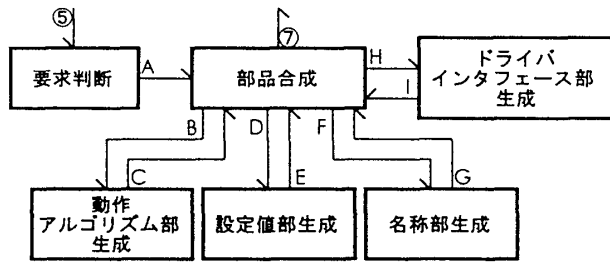 ⑤
⑦
要求判断
A
部品合成
H
I
ドライバ
インタフェース部
生成
B
C
D
E
F
G
動作
アルゴリズム部
生成
設定値部生成
名称部生成